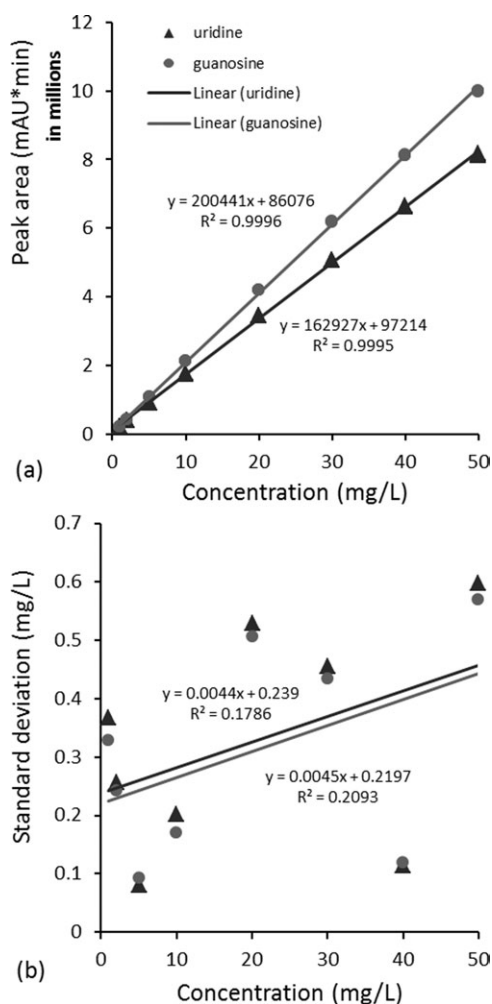 Peak area (mAU*min)
in millions
12
10
8
6
4
2
0
uridine
guanosine
Linear (uridine)
Linear (guanosine)
y = 200441x + 86076
R² = 0.9996
y = 162927x + 97214
R² = 0.9995
0 10 20 30 40 50
(a)
Concentration (mg/L)
Standard deviation (mg/L)
0.7
0.6
0.5
0.4
0.3
0.2
0.1
0
y = 0.0044x + 0.239
R² = 0.1786
y = 0.0045x + 0.2197
R² = 0.2093
0 10 20 30 40 50
(b)
Concentration (mg/L)